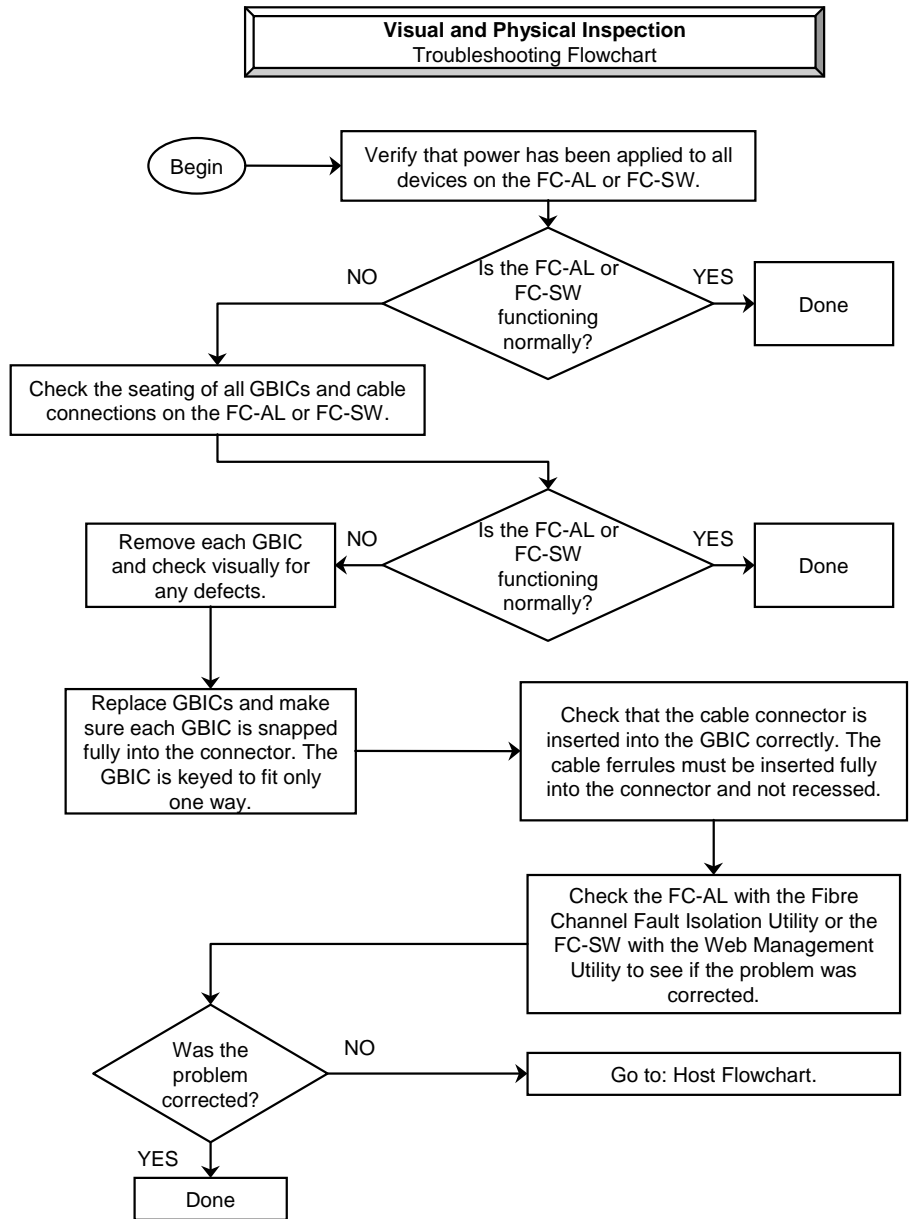 Visual and Physical Inspection
Troubleshooting Flowchart
Begin
Verify that power has been applied to all
devices on the FC-AL or FC-SW.
NO
Is the FC-AL or
FC-SW
functioning
normally?
YES
Done
Check the seating of all GBICs and cable
connections on the FC-AL or FC-SW.
Remove each GBIC
and check visually for
any defects.
NO
Is the FC-AL or
FC-SW
functioning
normally?
YES
Done
Replace GBICs and make
sure each GBIC is snapped
fully into the connector. The
GBIC is keyed to fit only
one way.
Check that the cable connector is
inserted into the GBIC correctly. The
cable ferrules must be inserted fully
into the connector and not recessed.
Check the FC-AL with the Fibre
Channel Fault Isolation Utility or the
FC-SW with the Web Management
Utility to see if the problem was
corrected.
Was the
problem
corrected?
NO
Go to: Host Flowchart.
YES
Done